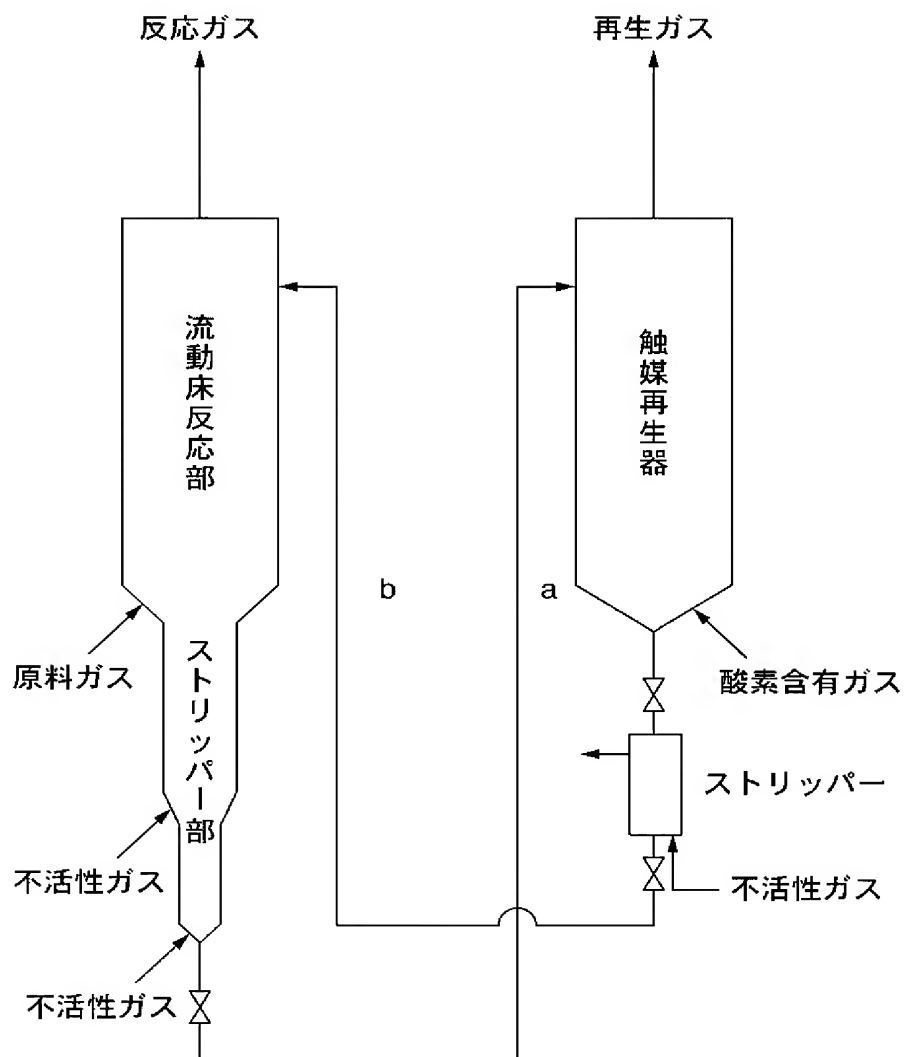 反応ガス
再生ガス
流動床反応部
触媒再生器
b
a
原料ガス
ストリッパー部
酸素含有ガス
ストリッパー
不活性ガス
不活性ガス
不活性ガス